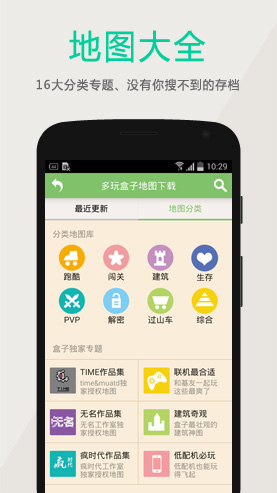 地图大全
16大分类专题、没有你搜不到的存档
10:29
多玩盒子地图下载
最近更新
地图分类
分类地图库
跑酷
闯关
建筑
生存
PVP
解密
过山车
综合
盒子独家专题
TIME作品集
time&muatd独
家授权地图
联机最合适
和基友一起玩
这些最爽了
无名
无名作品集
无名工作室独
家授权地图
建筑奇观
盒子最壮观的
建筑神图
疯时代作品集
疯时代工作室
独家授权地图
低配机必玩
低配机也能玩
得飞起